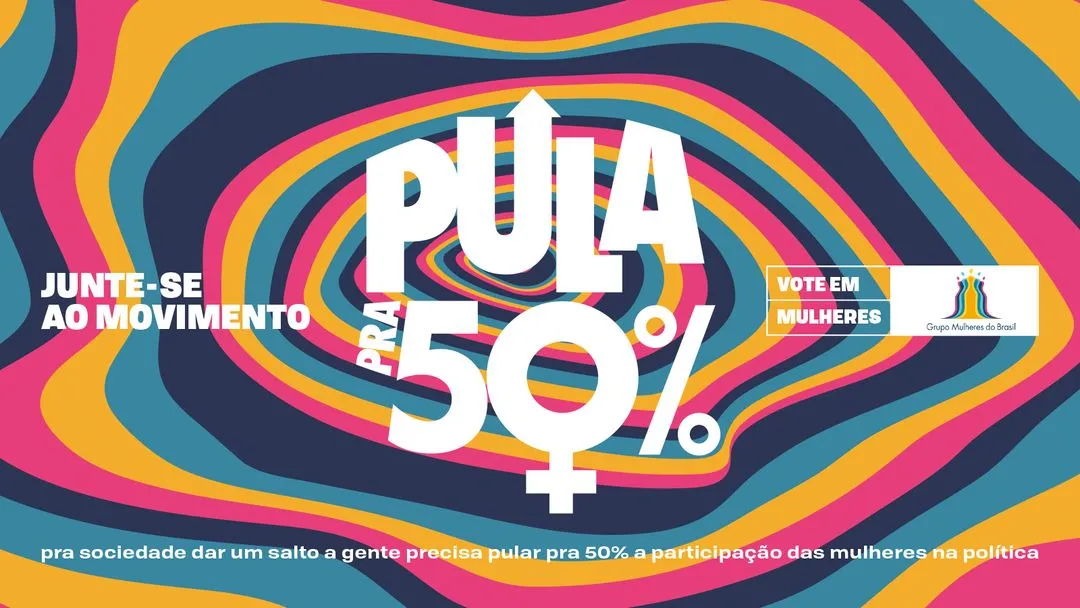 PULA
PRA
50%
JUNTE-SE
AO MOVIMENTO
VOTE EM
MULHERES
Grupo Mulheres do Brasil
pra sociedade dar um salto a gente precisa pular pra 50% a participação das mulheres na política